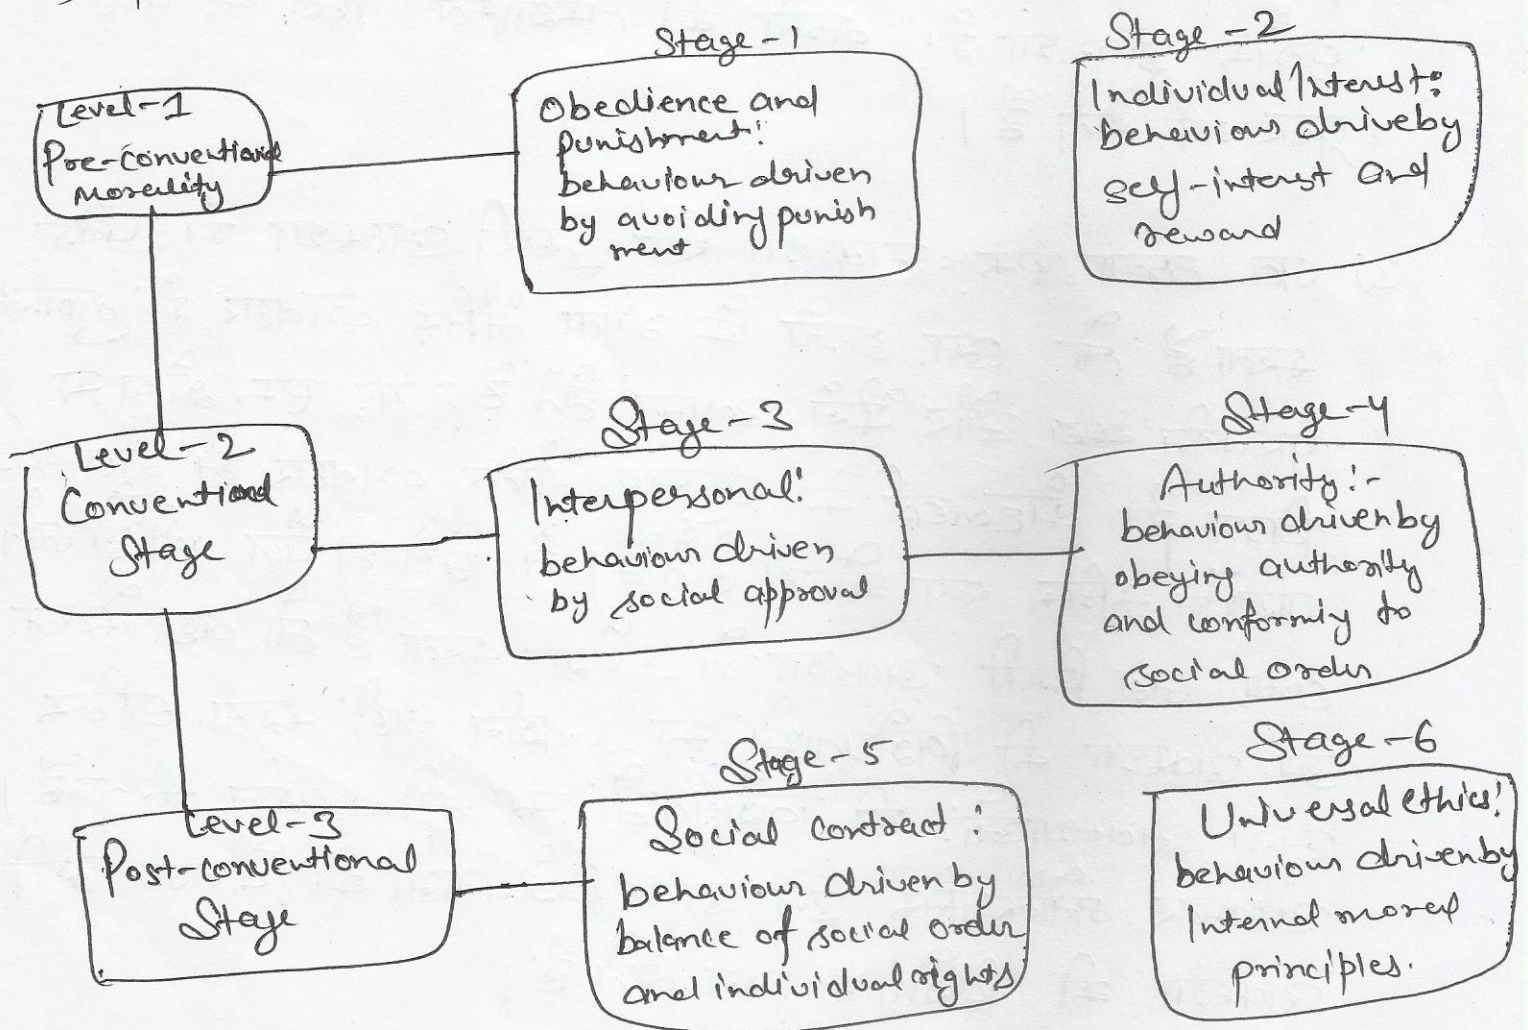 Stage-1
Obedience and
punishment:
behaviour driven
by avoiding punish
ment
Stage-2
Individual Interest:
behaviour driveby
self-interst and
reward
Level-1
Pre-conventional
morality
Stage-3
Interpersonal:
behaviour driven
by social approval
Stage-4
Authority:-
behaviour driven by
obeying authority
and conformiy to
social order
Level-2
Conventional
Stage
Stage-5
Social contract:
behaviour driven by
balance of social order
and individual rights
Stage-6
Universal ethics:
behaviour driven by
Internal moral
principles.
Level-3
Post-conventional
Stage